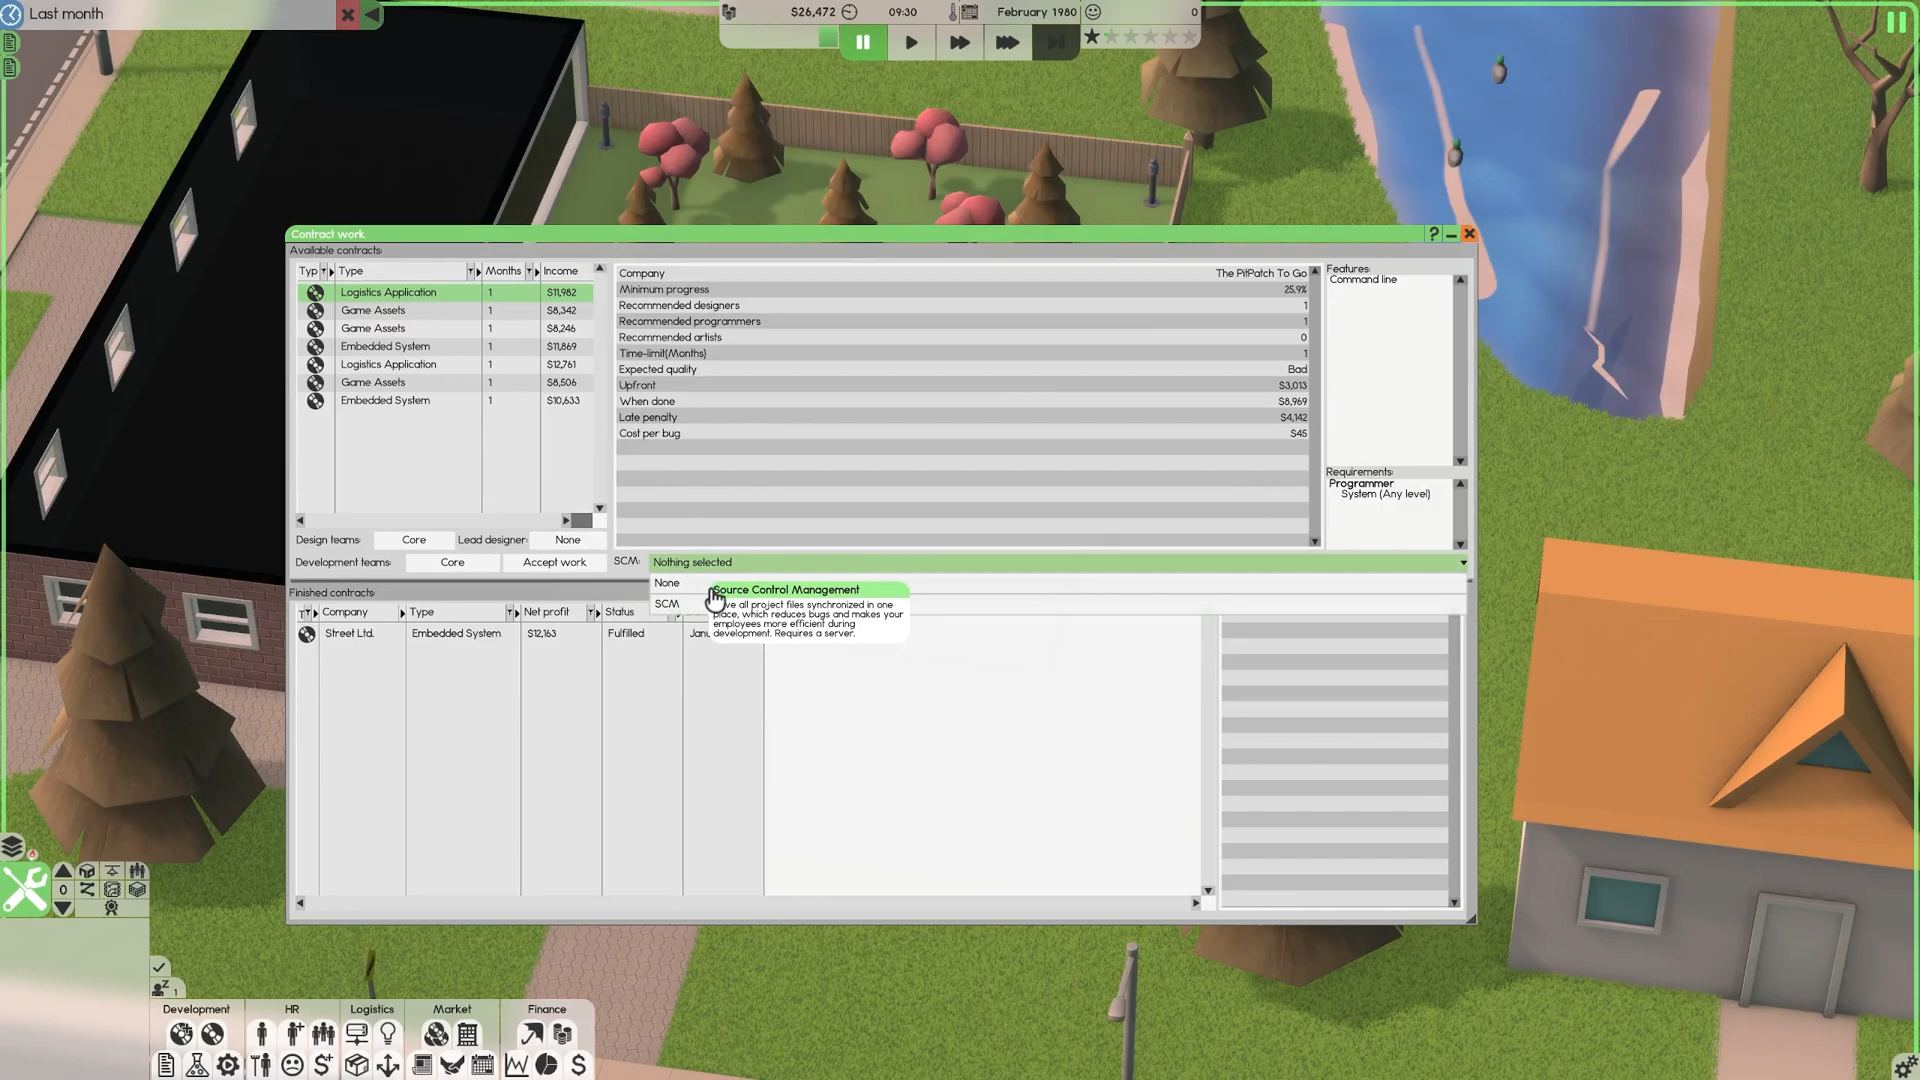 Last month
$26,472
09:30
February 1980
0
Contract work
?
Available contracts:
Typ Type Months Income
Logistics Application 1 $11,982
Game Assets 1 $8,342
Game Assets 1 $8,246
Embedded System 1 $11,869
Logistics Application 1 $12,761
Game Assets 1 $8,506
Embedded System 1 $10,633
Company The PitPatch To Go
Minimum progress 25.9%
Recommended designers 1
Recommended programmers 1
Recommended artists 0
Time-limit(Months) 1
Expected quality Bad
Upfront $3,013
When done $8,969
Late penalty $4,142
Cost per bug $45
Features:
Command line
Requirements:
Programmer
System (Any level)
Design teams: Core Lead designer: None
Development teams: Core Accept work SCM: Nothing selected
None
SCM
Source Control Management
all project files synchronized in one
place, which reduces bugs and makes your
employees more efficient during
development. Requires a server.
Finished contracts:
Company Type Net profit Status
Street Ltd. Embedded System $12,163 Fulfilled
0
1
Development HR Logistics Market Finance